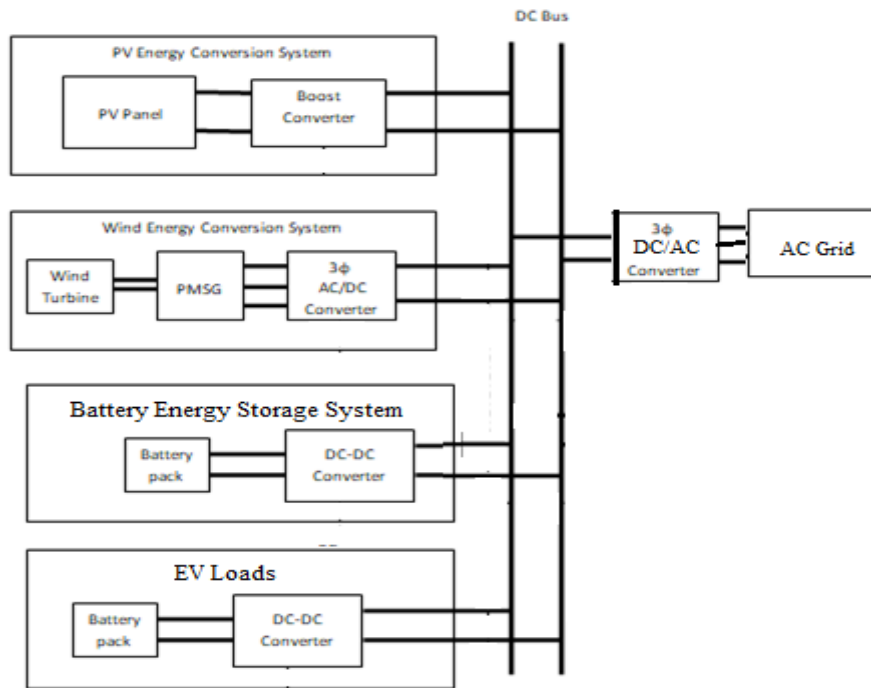 DC Bus
PV Energy Conversion System
PV Panel
Boost
Converter
Wind Energy Conversion System
Wind
Turbine
PMSG
3ϕ
AC/DC
Converter
3ϕ
DC/AC
Converter
AC Grid
Battery Energy Storage System
Battery
pack
DC-DC
Converter
EV Loads
Battery
pack
DC-DC
Converter